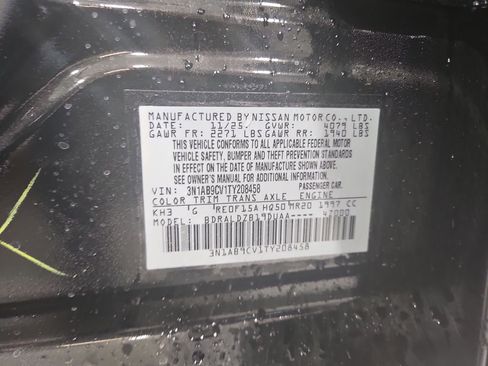 MANUFACTURED BY NISSAN MOTOR CO., LTD.
DATE: 11/25 GVWR: 4079 LBS
GAWR FR: 2271 LBS GAWR RR: 1940 LBS
THIS VEHICLE CONFORMS TO ALL APPLICABLE FEDERAL MOTOR
VEHICLE SAFETY, BUMPER AND THEFT PREVENTION STANDARDS
IN EFFECT ON THE DATE OF MANUFACTURE SHOWN ABOVE.
SEE OWNER'S MANUAL FOR ADDITIONAL INFORMATION.
VIN: 3N1AB9CV1TY208458 PASSENGER CAR
COLOR TRIM TRANS AXLE ENGINE
KH3 G RE0F15A HQ50 MR20 1997 CC
MODEL: BDRALDZB19DUA---- 47000
3N1AB9CV1TY208458